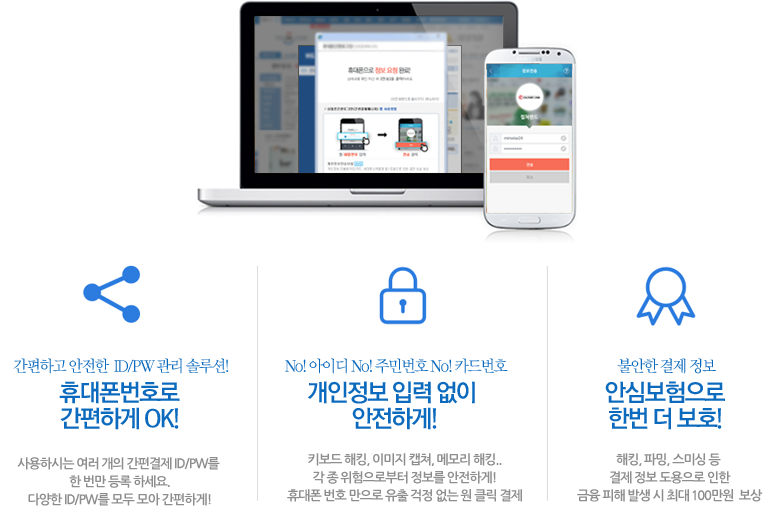 휴대폰으로 정보 요청 완료!
정보전송
전송
취소
간편하고 안전한 ID/PW 관리 솔루션!
휴대폰번호로
간편하게 OK!
사용하시는 여러 개의 간편결제 ID/PW를
한 번만 등록 하세요.
다양한 ID/PW를 모두 모아 간편하게!
No! 아이디 No! 주민번호 No! 카드번호
개인정보 입력 없이
안전하게!
키보드 해킹, 이미지 캡쳐, 메모리 해킹..
각 종 위험으로부터 정보를 안전하게!
휴대폰 번호 만으로 유출 걱정 없는 원 클릭 결제
불안한 결제 정보
안심보험으로
한번 더 보호!
해킹, 파밍, 스미싱 등
결제 정보 도용으로 인한
금융 피해 발생 시 최대 100만원 보상